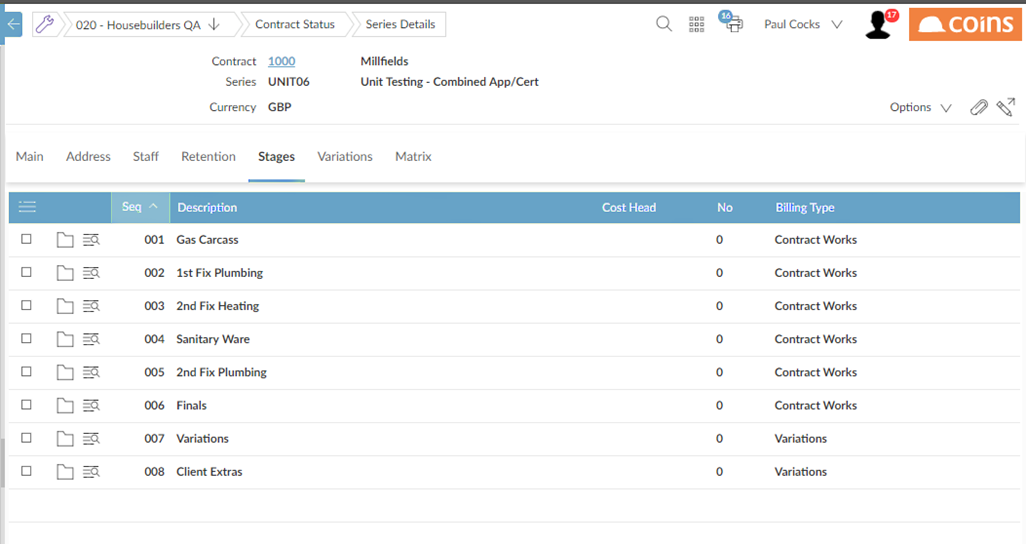 020 - Housebuilders QA Contract Status Series Details 16 Paul Cocks 17 coins
Contract 1000 Millfields
Series UNIT06 Unit Testing - Combined App/Cert
Currency GBP Options
Main Address Staff Retention Stages Variations Matrix
Seq Description Cost Head No Billing Type
001 Gas Carcass 0 Contract Works
002 1st Fix Plumbing 0 Contract Works
003 2nd Fix Heating 0 Contract Works
004 Sanitary Ware 0 Contract Works
005 2nd Fix Plumbing 0 Contract Works
006 Finals 0 Contract Works
007 Variations 0 Variations
008 Client Extras 0 Variations